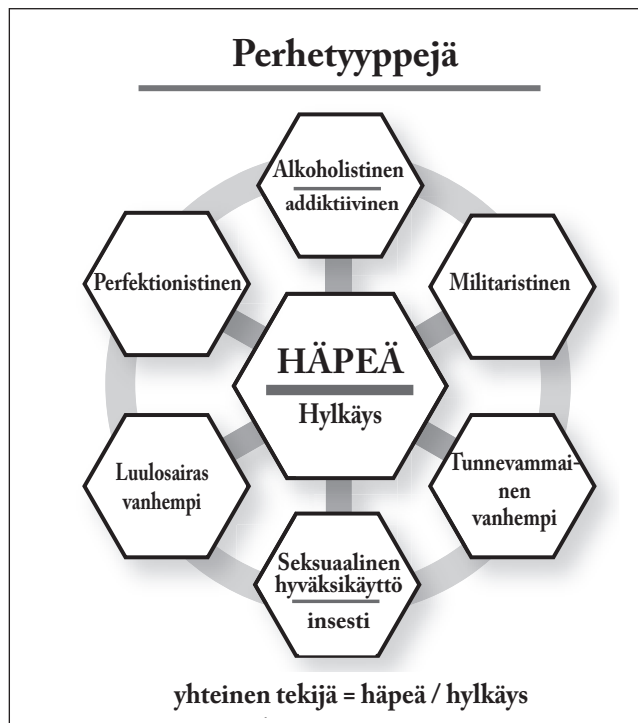 Perhetyyppejä
Alkoholistinen
addiktiivinen
Perfektionistinen
Militaristinen
HÄPEÄ
Hylkäys
Luulosairas
vanhempi
Tunnevammai-
nen
vanhempi
Seksuaalinen
hyväksikäyttö
insesti
yhteinen tekijä = häpeä / hylkäys